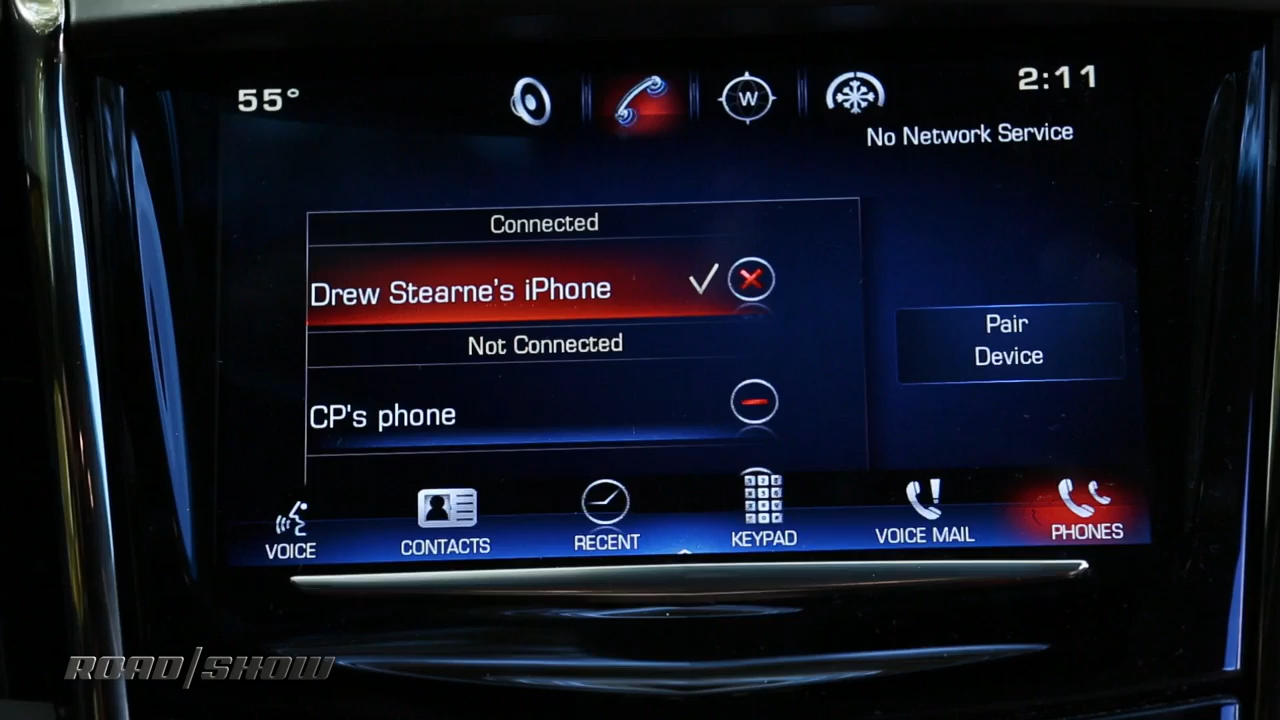 55°
W
2:11
No Network Service
Connected
Drew Stearne's iPhone
Not Connected
CP's phone
Pair
Device
VOICE
CONTACTS
RECENT
KEYPAD
VOICE MAIL
PHONES
ROAD/SHOW